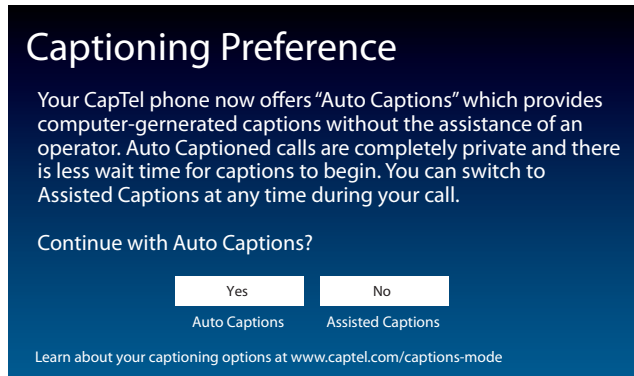 Captioning Preference
Your CapTel phone now offers “Auto Captions” which provides
computer-gernerated captions without the assistance of an
operator. Auto Captioned calls are completely private and there
is less wait time for captions to begin. You can switch to
Assisted Captions at any time during your call.
Continue with Auto Captions?
Yes No
Auto Captions Assisted Captions
Learn about your captioning options at www.captel.com/captions-mode